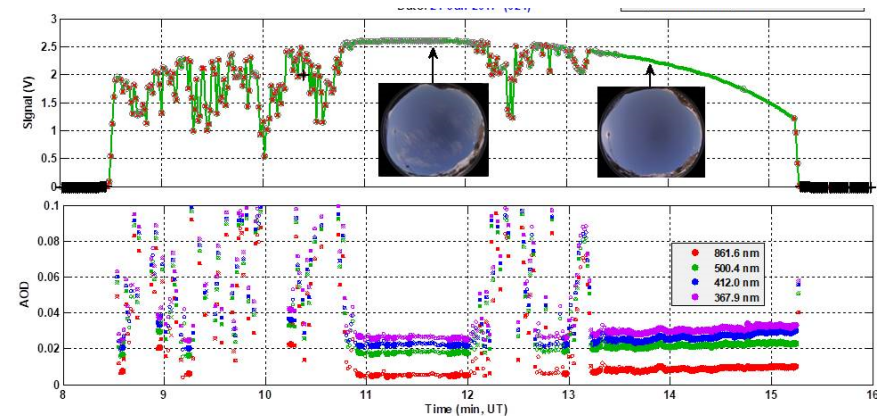 3
2.5
2
1.5
1
0.5
0
Signal (V)
0.1
0.08
0.06
0.04
0.02
0
AOD
861.6 nm
500.4 nm
412.0 nm
367.9 nm
8 9 10 11 12 13 14 15 16
Time (min, UT)